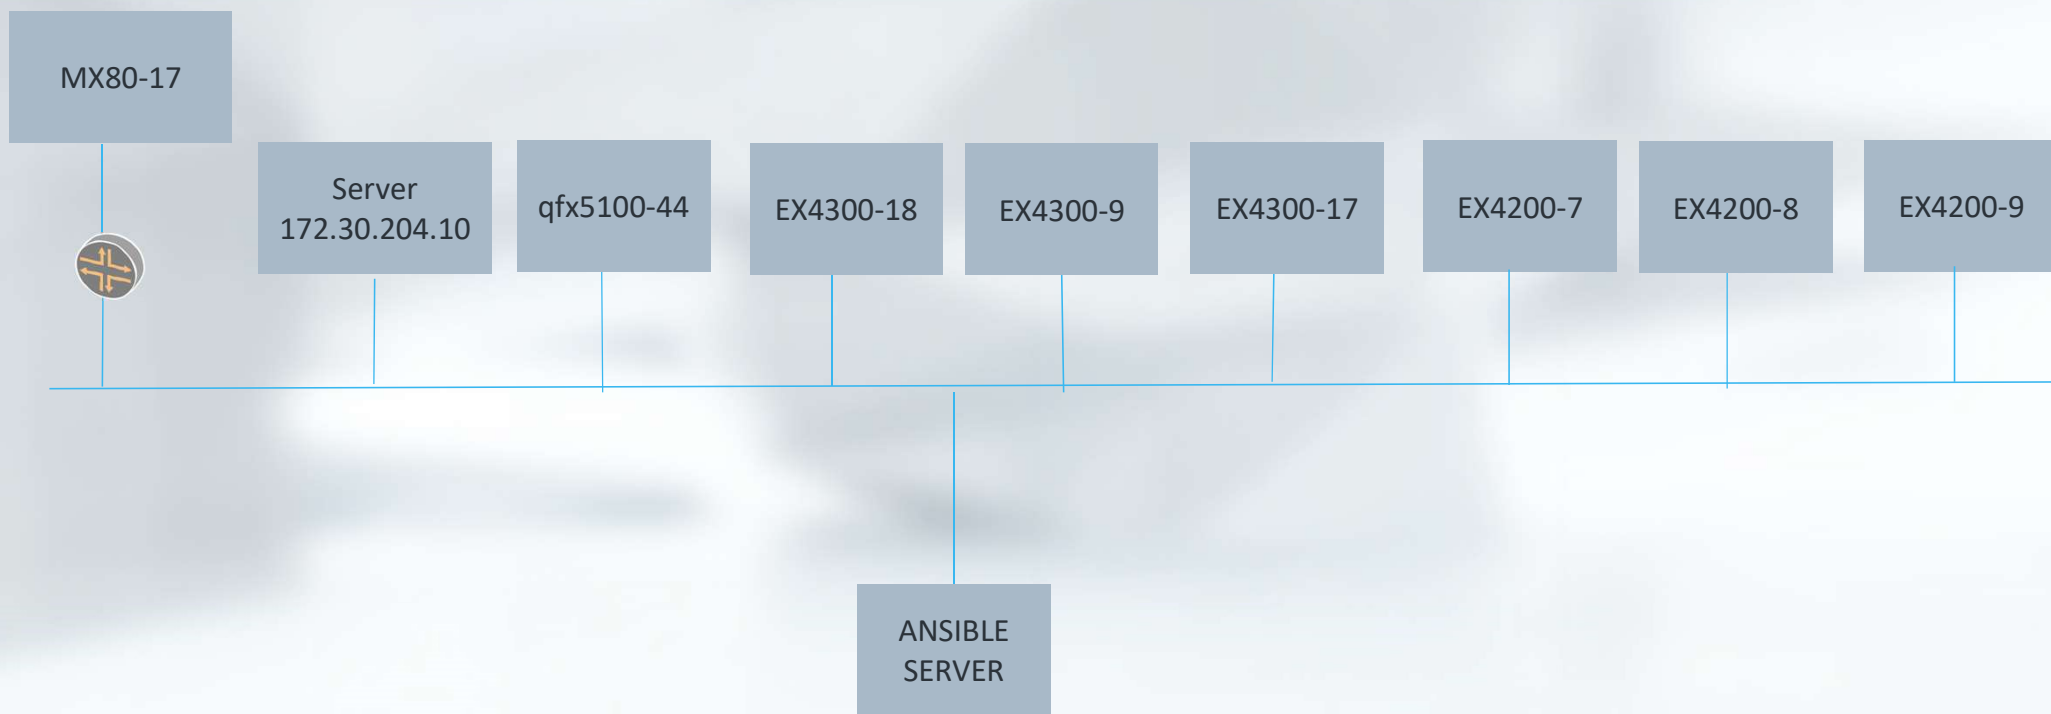 MX80-17
Server
172.30.204.10
qfx5100-44
EX4300-18
EX4300-9
EX4300-17
EX4200-7
EX4200-8
EX4200-9
ANSIBLE
SERVER